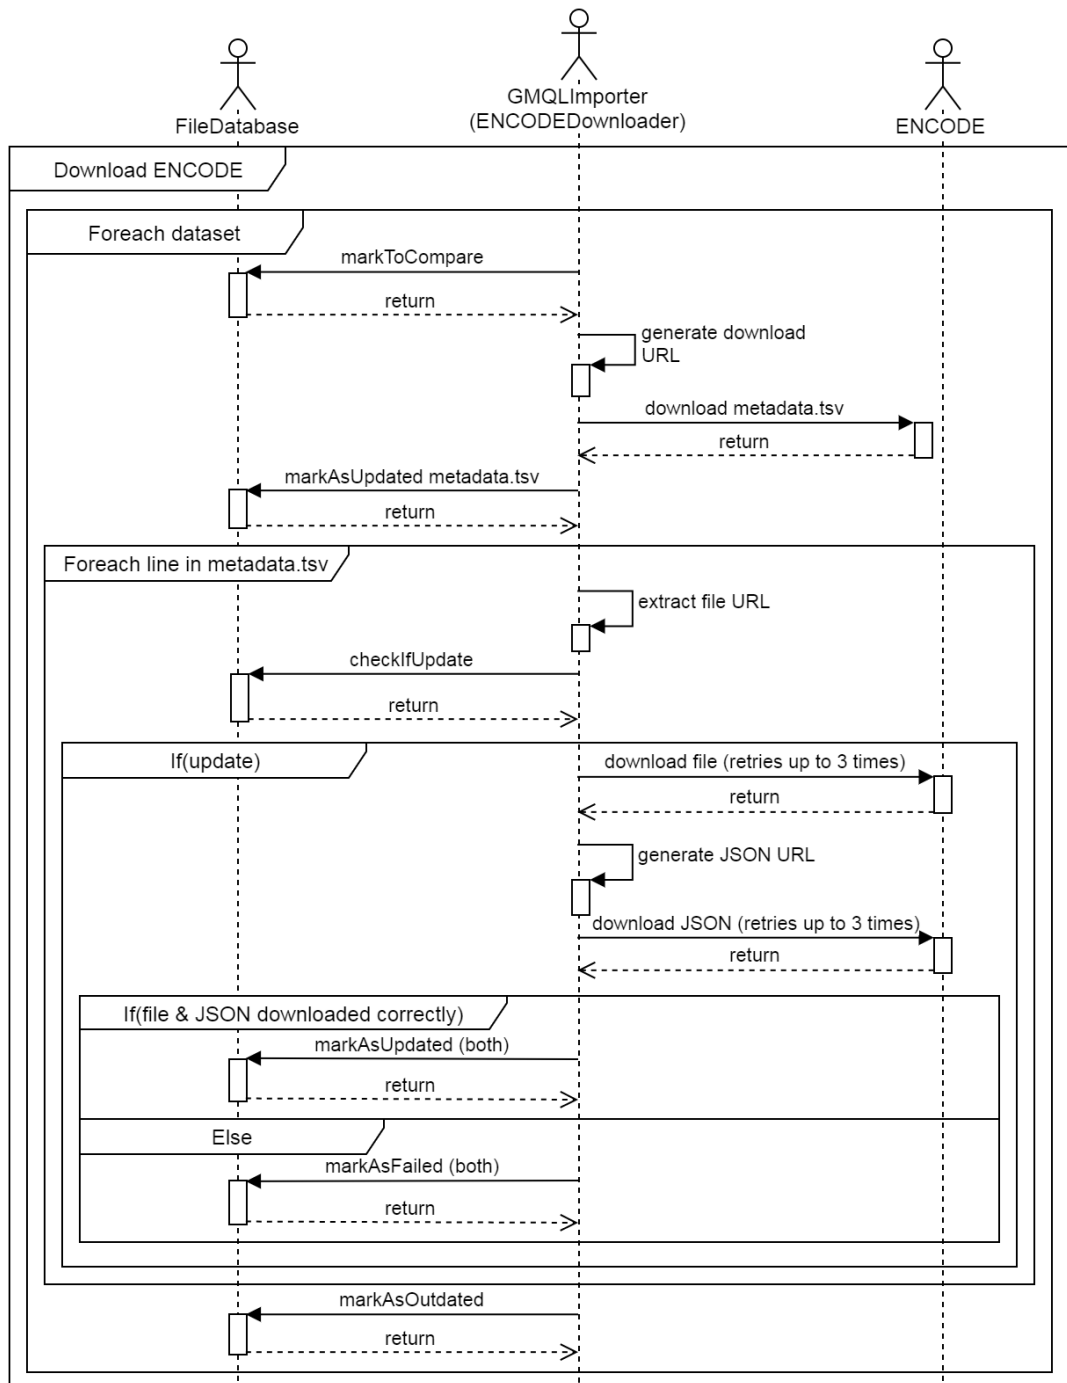 GMQLImporter
(ENCODEDownloader)
FileDatabase
ENCODE
Download ENCODE
Foreach dataset
markToCompare
return
generate download
URL
download metadata.tsv
return
markAsUpdated metadata.tsv
return
Foreach line in metadata.tsv
extract file URL
checkIfUpdate
return
If(update)
download file (retries up to 3 times)
return
generate JSON URL
download JSON (retries up to 3 times)
return
If(file & JSON downloaded correctly)
markAsUpdated (both)
return
Else
markAsFailed (both)
return
markAsOutdated
return